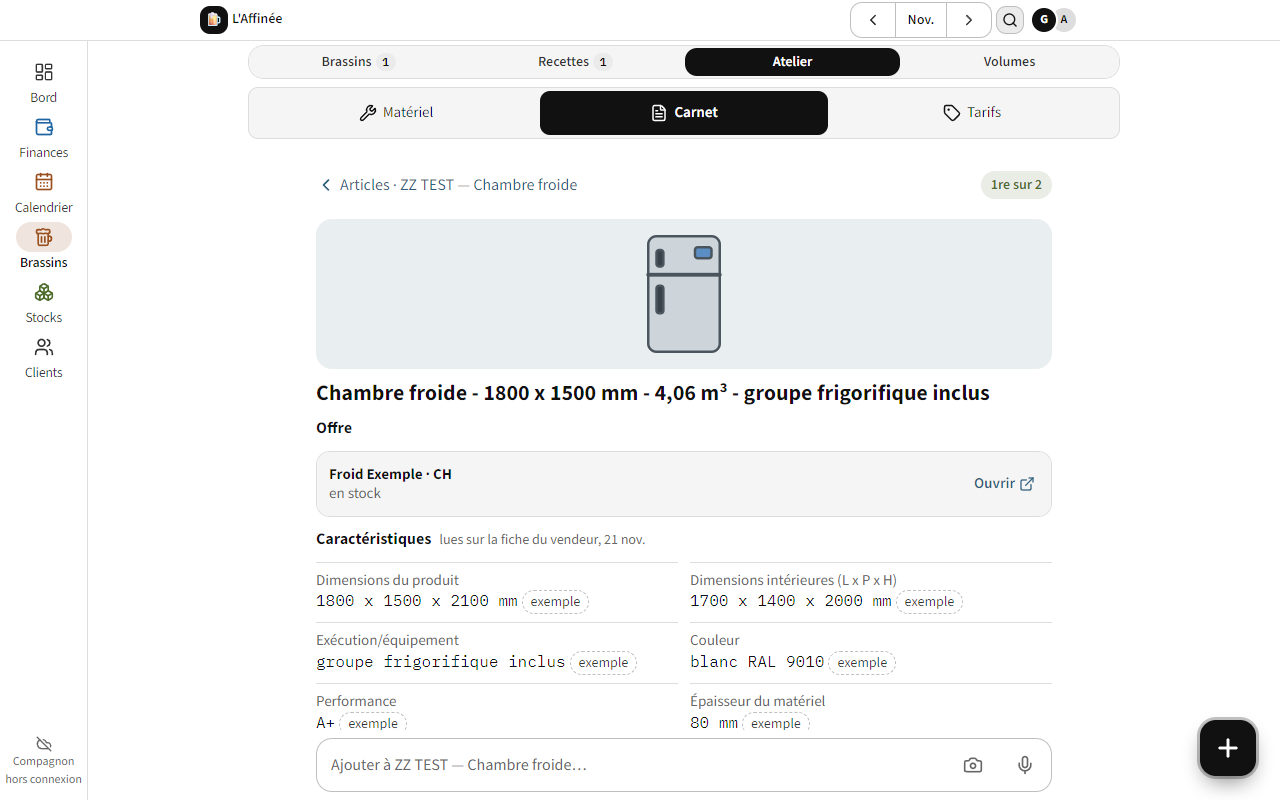 L'Affinée
Nov.
G
A
Brassins 1
Recettes 1
Atelier
Volumes
Matériel
Carnet
Tarifs
Bord
Finances
Calendrier
Brassins
Stocks
Clients
Compagnon
hors connexion
Articles · ZZ TEST — Chambre froide
1re sur 2
Chambre froide - 1800 x 1500 mm - 4,06 m³ - groupe frigorifique inclus
Offre
Froid Exemple · CH
en stock
Ouvrir
Caractéristiques lues sur la fiche du vendeur, 21 nov.
Dimensions du produit
1800 x 1500 x 2100 mm exemple
Dimensions intérieures (L x P x H)
1700 x 1400 x 2000 mm exemple
Exécution/équipement
groupe frigorifique inclus exemple
Couleur
blanc RAL 9010 exemple
Performance
A+ exemple
Épaisseur du matériel
80 mm exemple
Ajouter à ZZ TEST — Chambre froide…